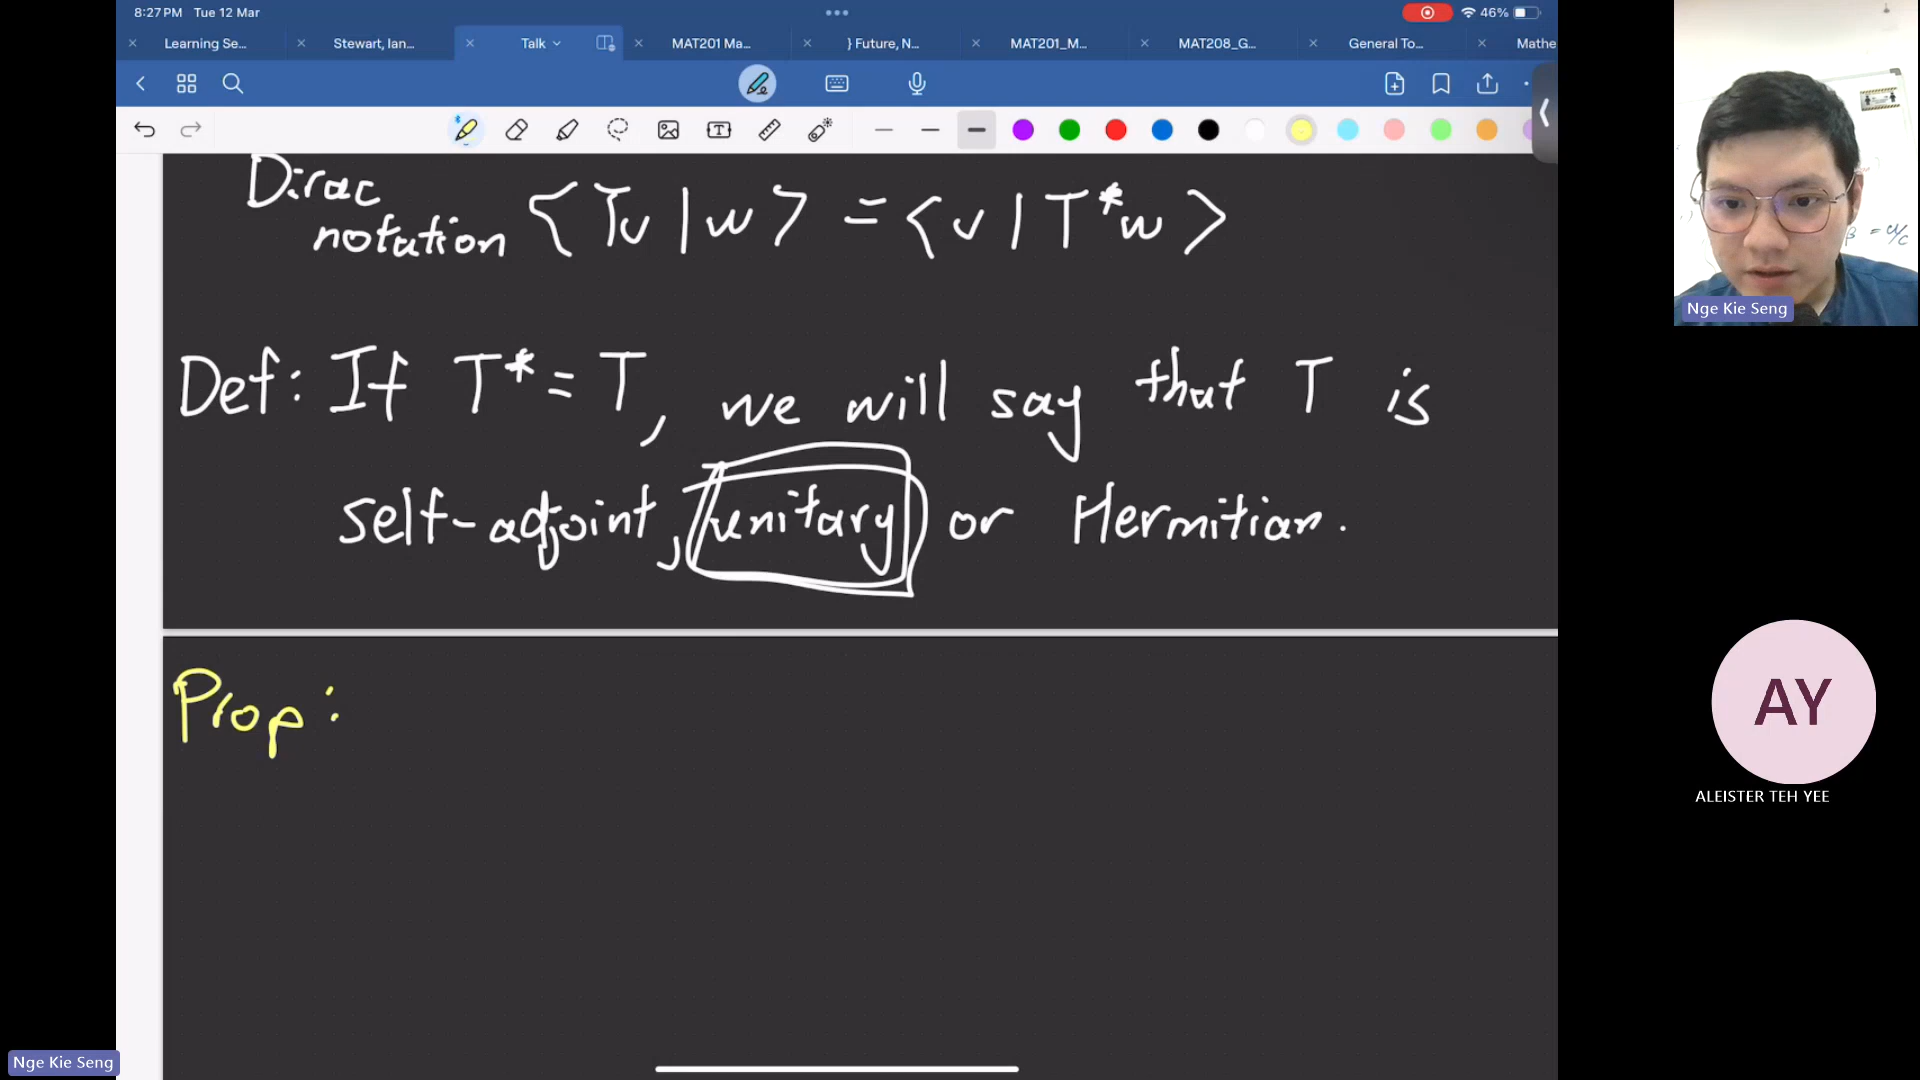 8:27 PM Tue 12 Mar
46%
Learning Se...
Stewart, Ian,...
Talk
MAT201 Ma...
} Future, N...
MAT201_M...
MAT208_G...
General To...
Mathe
Dirac
notation ⟨Tv|w⟩ = ⟨v|T*w⟩
Def: If T* = T, we will say that T is
self-adjoint, unitary or Hermitian.
Prop:
Nge Kie Seng
AY
ALEISTER TEH YEE
Nge Kie Seng